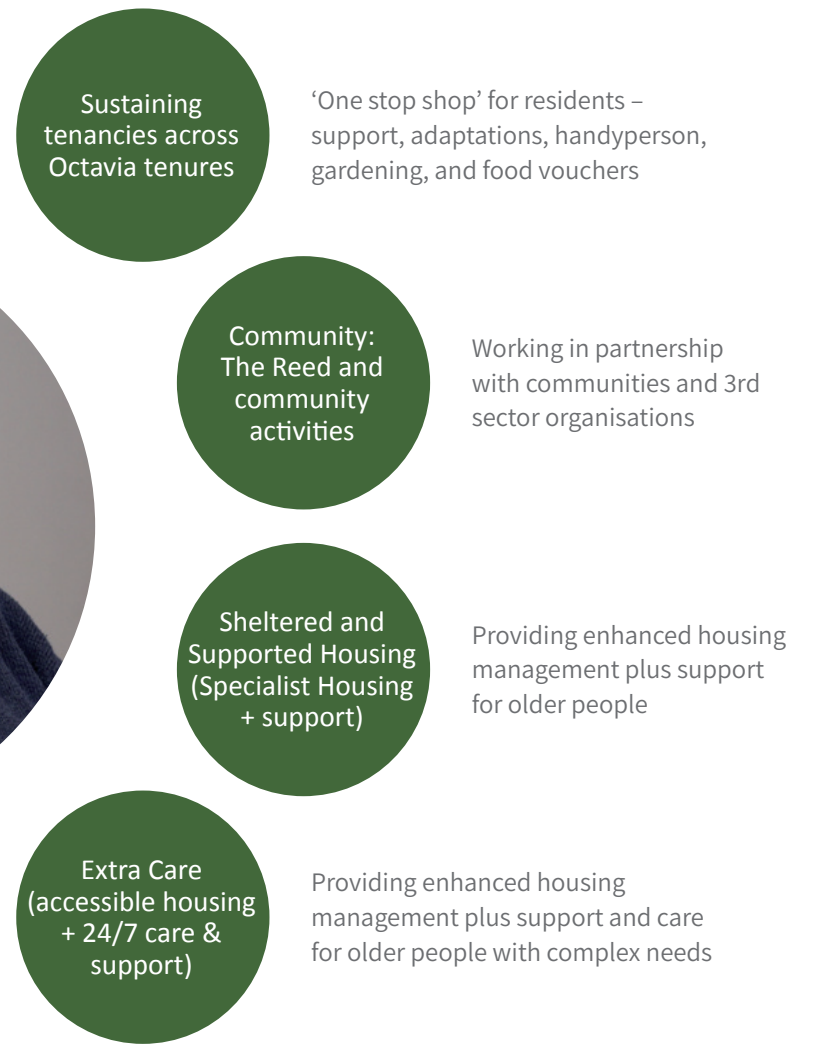 Sustaining
tenancies across
Octavia tenures
‘One stop shop’ for residents –
support, adaptations, handyperson,
gardening, and food vouchers
Community:
The Reed and
community
activities
Working in partnership
with communities and 3rd
sector organisations
Sheltered and
Supported Housing
(Specialist Housing
+ support)
Providing enhanced housing
management plus support
for older people
Extra Care
(accessible housing
+ 24/7 care &
support)
Providing enhanced housing
management plus support and care
for older people with complex needs